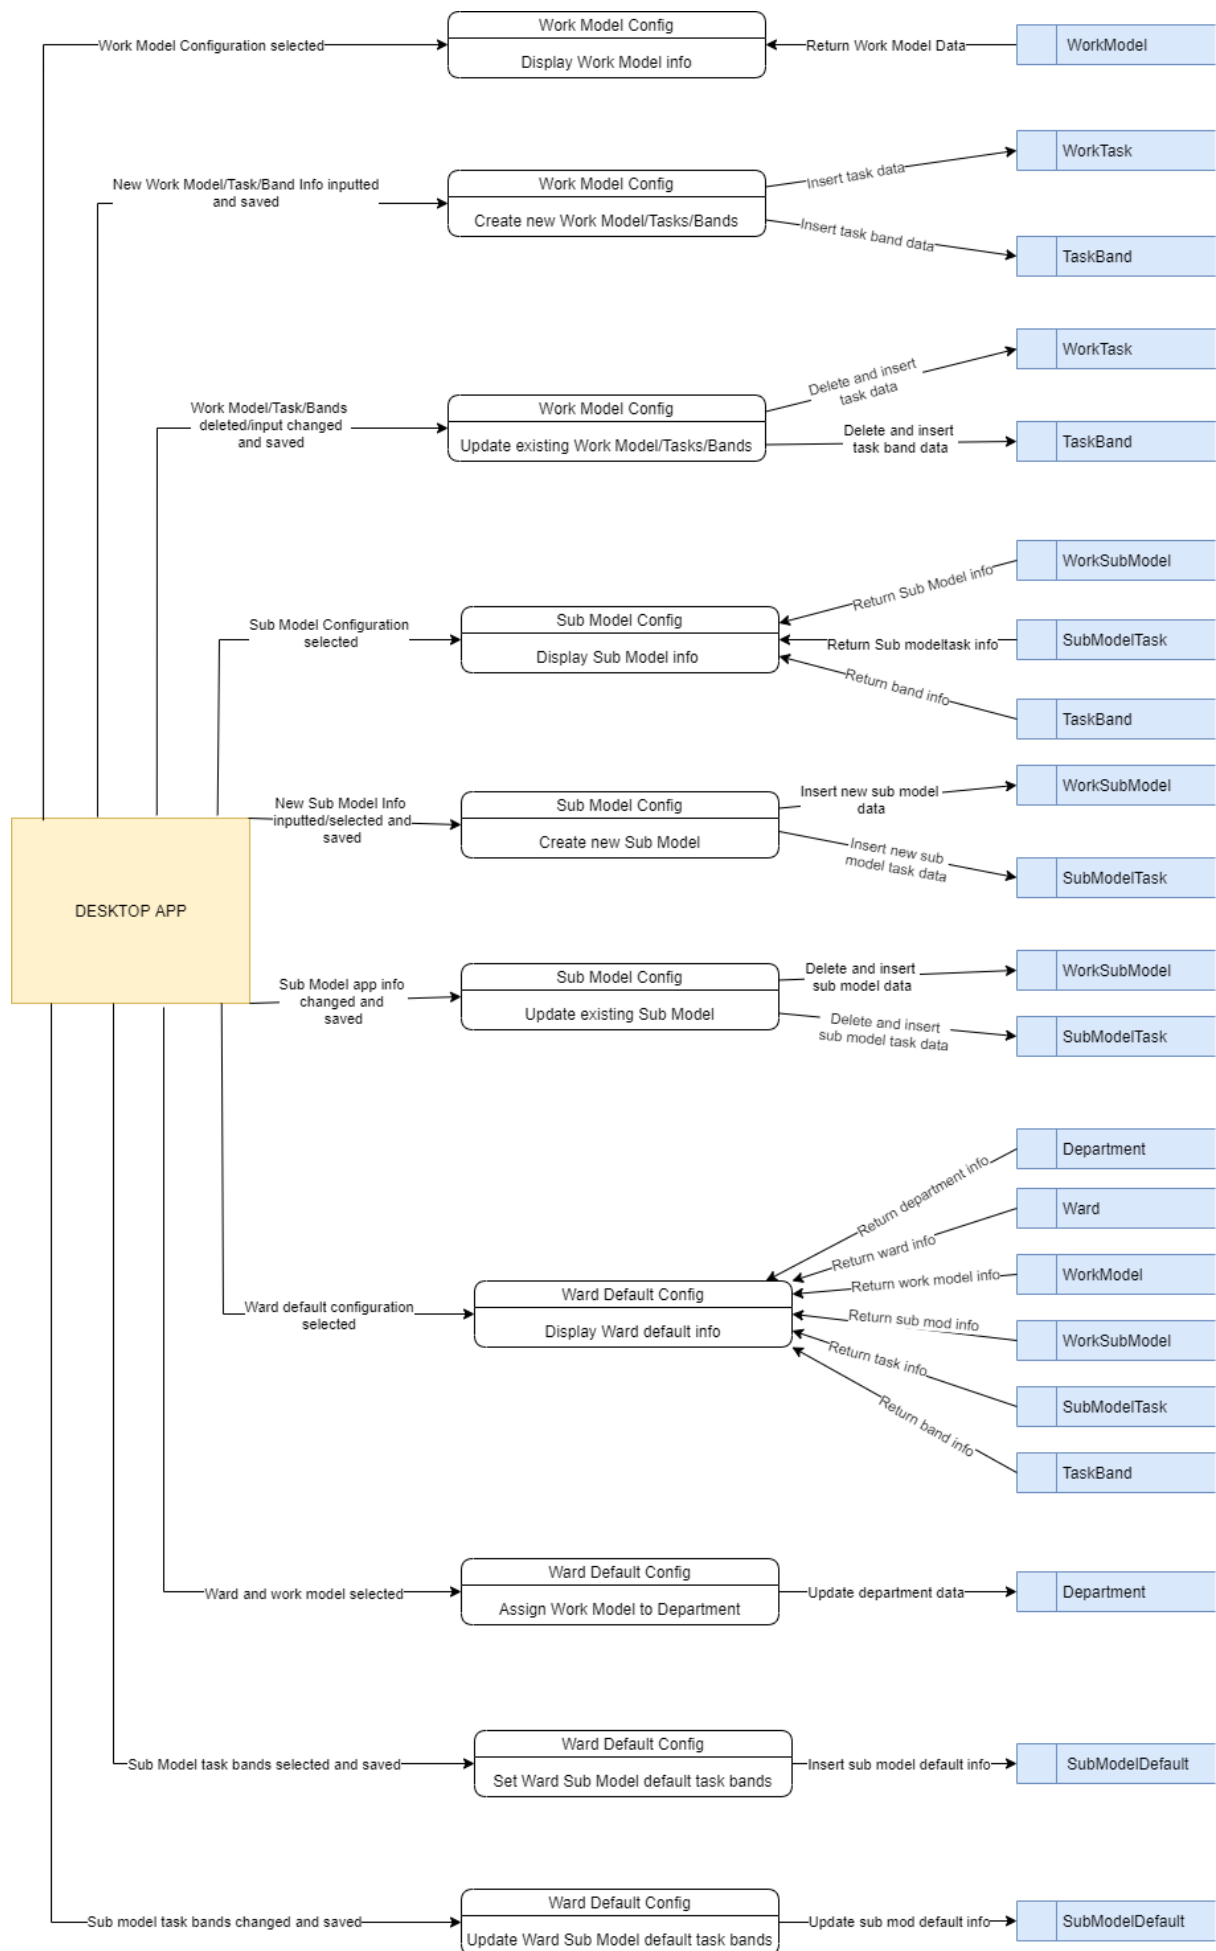 Work Model Config
Work Model Configuration selected
Return Work Model Data
WorkModel
Display Work Model info
WorkTask
Insert task data
New Work Model/Task/Band Info inputted
and saved
Work Model Config
Create new Work Model/Tasks/Bands
Insert task band data
TaskBand
WorkTask
Delete and insert
task data
Work Model/Task/Bands
deleted/input changed
and saved
Work Model Config
Update existing Work Model/Tasks/Bands
Delete and insert
task band data
TaskBand
WorkSubModel
Return Sub Model info
Sub Model Configuration
selected
Sub Model Config
Display Sub Model info
Return Sub modeltask info
SubModelTask
Return band info
TaskBand
New Sub Model Info
inputted/selected and
saved
Sub Model Config
Create new Sub Model
Insert new sub model
data
WorkSubModel
Insert new sub
model task data
SubModelTask
DESKTOP APP
Sub Model app info
changed and
saved
Sub Model Config
Update existing Sub Model
Delete and insert
sub model data
WorkSubModel
Delete and insert
sub model task data
SubModelTask
Department
Return department info
Ward
Return ward info
WorkModel
Return work model info
Ward default configuration
selected
Ward Default Config
Display Ward default info
Return sub mod info
WorkSubModel
Return task info
SubModelTask
Return band info
TaskBand
Ward and work model selected
Ward Default Config
Assign Work Model to Department
Update department data
Department
Sub Model task bands selected and saved
Ward Default Config
Set Ward Sub Model default task bands
Insert sub model default info
SubModelDefault
Sub model task bands changed and saved
Ward Default Config
Update Ward Sub Model default task bands
Update sub mod default info
SubModelDefault